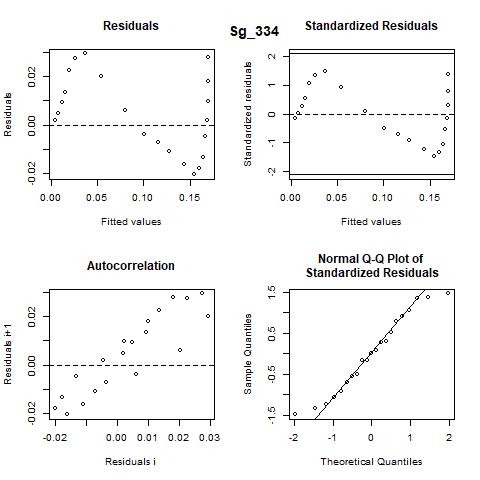 Sg_334
Residuals
Residuals
-0.02 0.00 0.02
0.00 0.05 0.10 0.15
Fitted values
Standardized Residuals
Standardized residuals
-2 -1 0 1 2
0.00 0.05 0.10 0.15
Fitted values
Autocorrelation
Residuals i+1
-0.02 0.00 0.02
-0.02 0.00 0.01 0.02 0.03
Residuals i
Normal Q-Q Plot of
Standardized Residuals
Sample Quantiles
-1.5 -0.5 0.5 1.5
-2 -1 0 1 2
Theoretical Quantiles